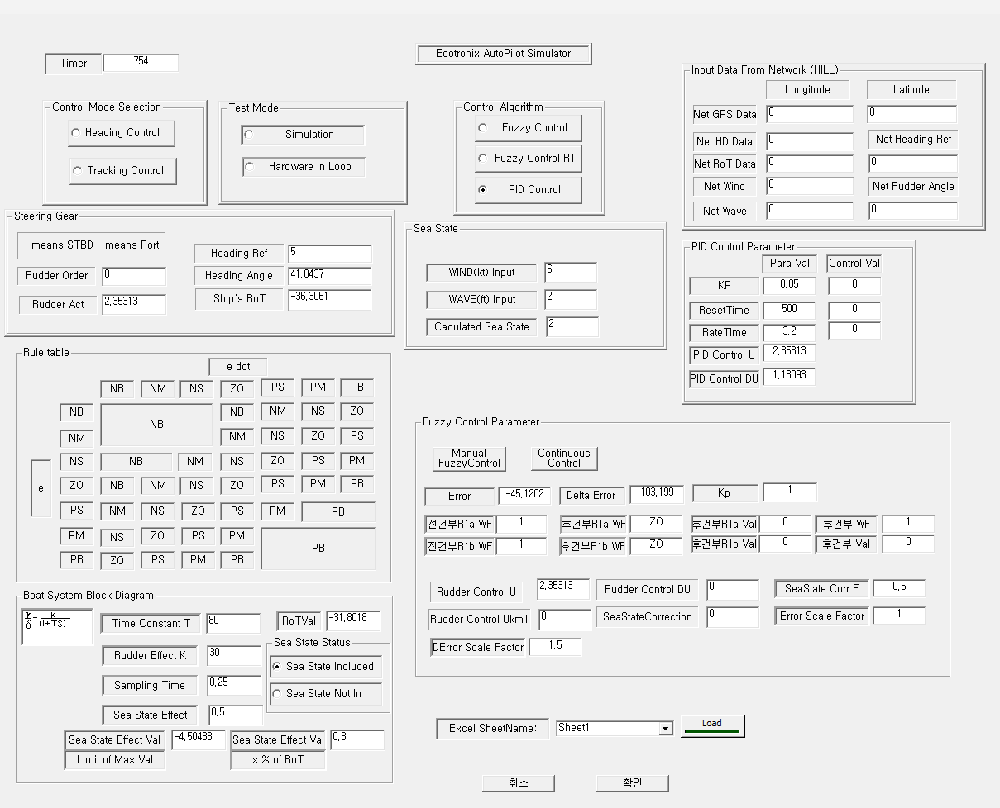 Ecotronix AutoPilot Simulator
Timer 754
Control Mode Selection
Heading Control
Tracking Control
Test Mode
Simulation
Hardware In Loop
Control Algorithm
Fuzzy Control
Fuzzy Control R1
PID Control
Input Data From Network (HILL)
Longitude Latitude
Net GPS Data 0 0
Net HD Data 0 Net Heading Ref
Net RoT Data 0 0
Net Wind 0 Net Rudder Angle
Net Wave 0 0
Steering Gear
+ means STBD - means Port
Rudder Order 0
Rudder Act 2.35313
Heading Ref 5
Heading Angle 41.0437
Ship's RoT -36.3061
Sea State
WIND(kt) Input 6
WAVE(ft) Input 2
Caculated Sea State 2
PID Control Parameter
Para Val Control Val
KP 0.05 0
ResetTime 500 0
RateTime 3.2 0
PID Control U 2.35313
PID Control DU 1.18093
Rule table
e dot
NB NM NS ZO PS PM PB
NB NB NB NM NS ZO
NM NM NS ZO PS
NS NB NM NS ZO PS PM
e
ZO NB NM NS ZO PS PM PB
PS NM NS ZO PS PM PB
PM NS ZO PS PM PB
PB ZO PS PM PB
Fuzzy Control Parameter
Manual
FuzzyControl
Continuous
Control
Error -45.1202 Delta Error 103.199 Kp 1
전건부R1a WF 1 후건부R1a WF ZO 후건부R1a Val 0 후건부 WF 1
전건부R1b WF 1 후건부R1b WF ZO 후건부R1b Val 0 후건부 Val 0
Rudder Control U 2.35313 Rudder Control DU 0 SeaState Corr F 0.5
Rudder Control Ukm1 0 SeaStateCorrection 0 Error Scale Factor 1
DError Scale Factor 1.5
Boat System Block Diagram
r/δ = K/(1+TS)
Time Constant T 80
RoTVal -31.8018
Rudder Effect K 30
Sampling Time 0.25
Sea State Effect 0.5
Sea State Status
Sea State Included
Sea State Not In
Sea State Effect Val -4.50433 Sea State Effect Val 0.3
Limit of Max Val x % of RoT
Excel SheetName: Sheet1 Load
취소 확인